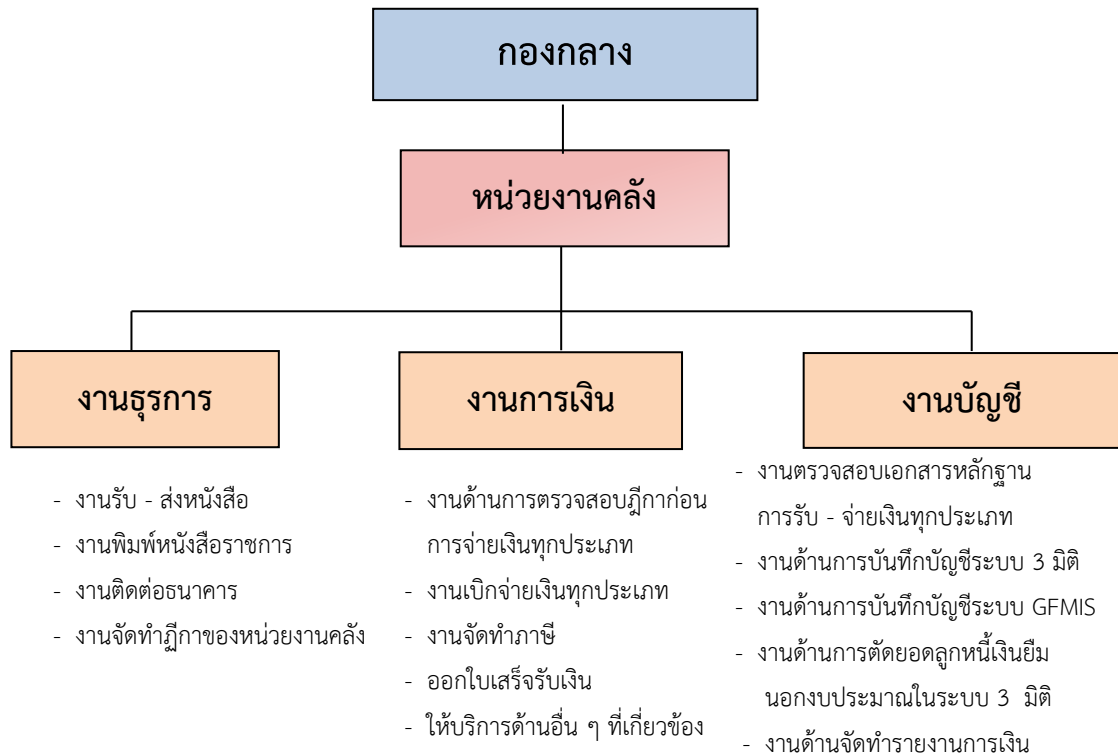 กองกลาง
หน่วยงานคลัง
งานธุรการ
- งานรับ - ส่งหนังสือ
- งานพิมพ์หนังสือราชการ
- งานติดต่อธนาคาร
- งานจัดทำฏีกาของหน่วยงานคลัง
งานการเงิน
- งานด้านการตรวจสอบฎีกาก่อน
การจ่ายเงินทุกประเภท
- งานเบิกจ่ายเงินทุกประเภท
- งานจัดทำภาษี
- ออกใบเสร็จรับเงิน
- ให้บริการด้านอื่น ๆ ที่เกี่ยวข้อง
งานบัญชี
- งานตรวจสอบเอกสารหลักฐาน
การรับ - จ่ายเงินทุกประเภท
- งานด้านการบันทึกบัญชีระบบ 3 มิติ
- งานด้านการบันทึกบัญชีระบบ GFMIS
- งานด้านการตัดยอดลูกหนี้เงินยืม
นอกงบประมาณในระบบ 3 มิติ
- งานด้านจัดทำรายงานการเงิน